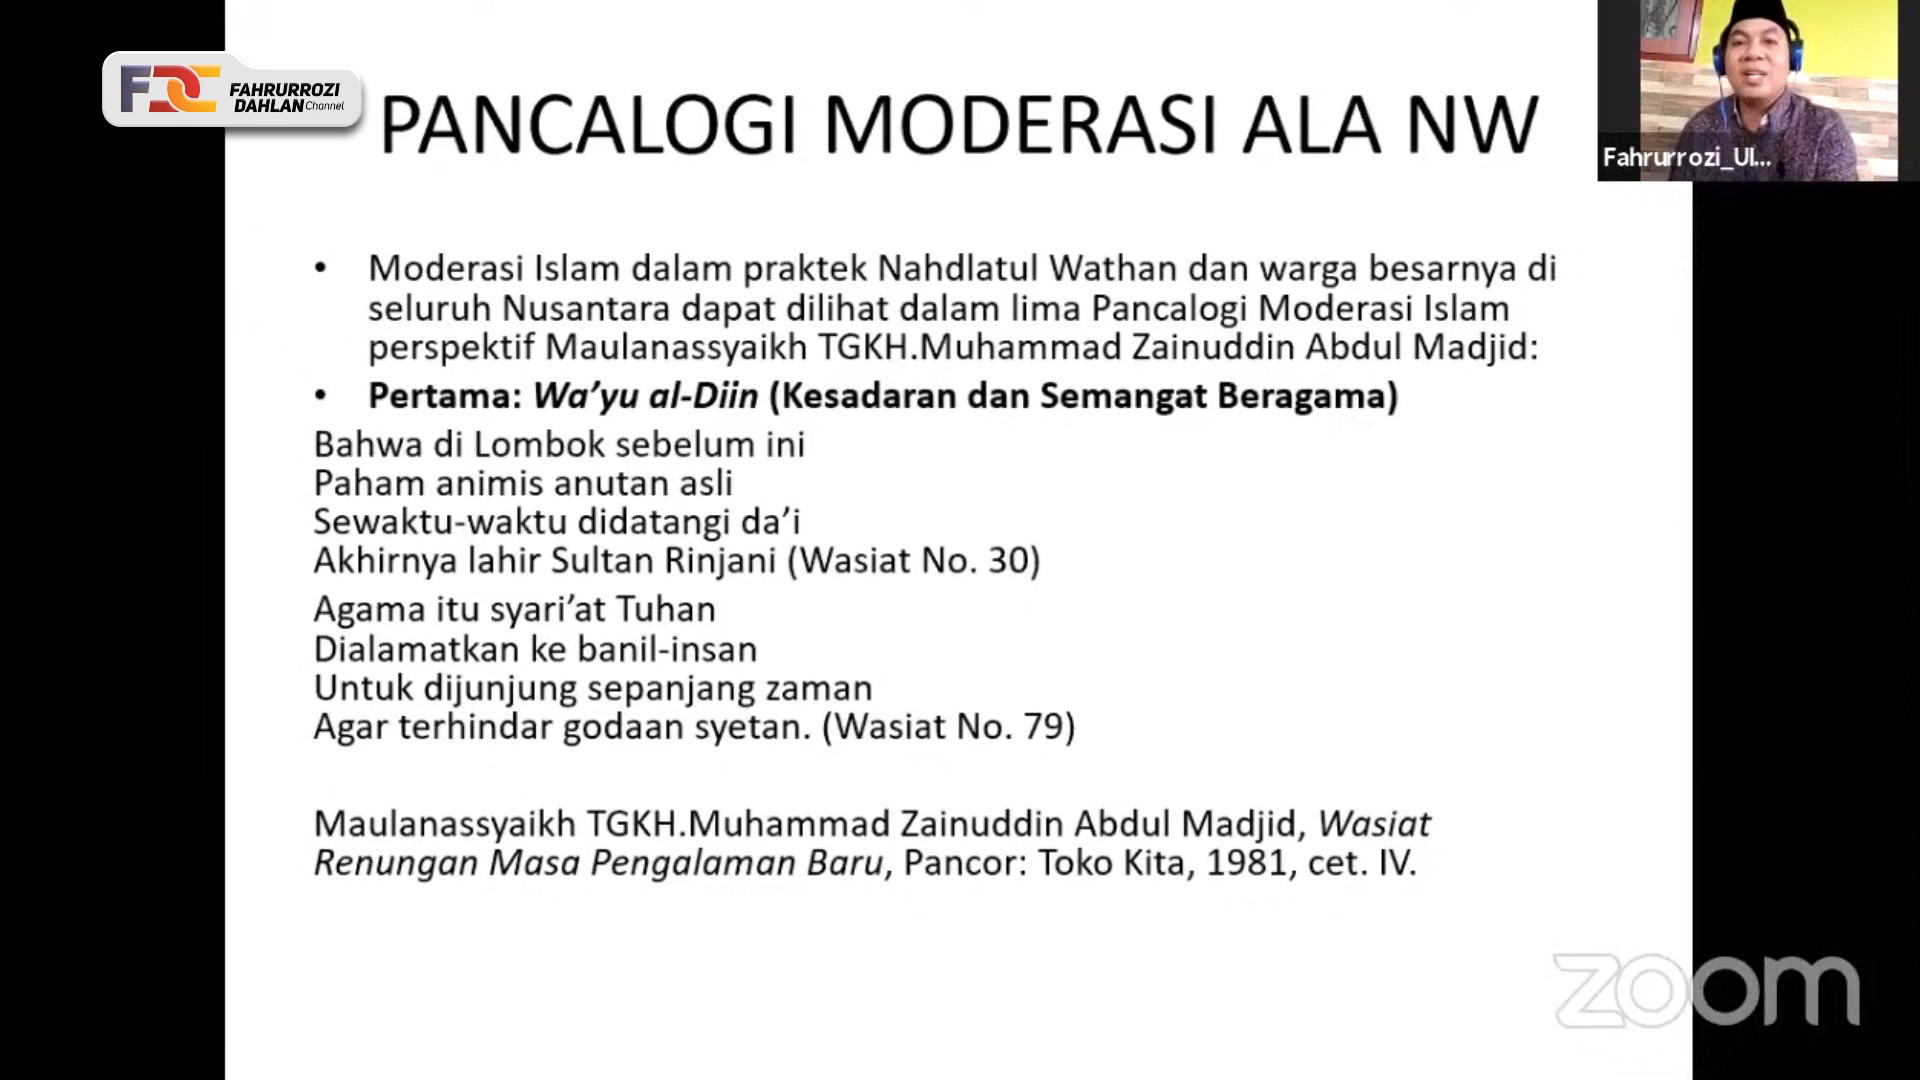 FDC FAHRURROZI
DAHLAN Channel
PANCALOGI MODERASI ALA NW
Fahrurrozi_UI...
• Moderasi Islam dalam praktek Nahdlatul Wathan dan warga besarnya di
seluruh Nusantara dapat dilihat dalam lima Pancalogi Moderasi Islam
perspektif Maulanassyaikh TGKH.Muhammad Zainuddin Abdul Madjid:
• Pertama: Wa’yu al-Diin (Kesadaran dan Semangat Beragama)
Bahwa di Lombok sebelum ini
Paham animis anutan asli
Sewaktu-waktu didatangi da’i
Akhirnya lahir Sultan Rinjani (Wasiat No. 30)
Agama itu syari’at Tuhan
Dialamatkan ke banil-insan
Untuk dijunjung sepanjang zaman
Agar terhindar godaan syetan. (Wasiat No. 79)
Maulanassyaikh TGKH.Muhammad Zainuddin Abdul Madjid, Wasiat
Renungan Masa Pengalaman Baru, Pancor: Toko Kita, 1981, cet. IV.
zoom